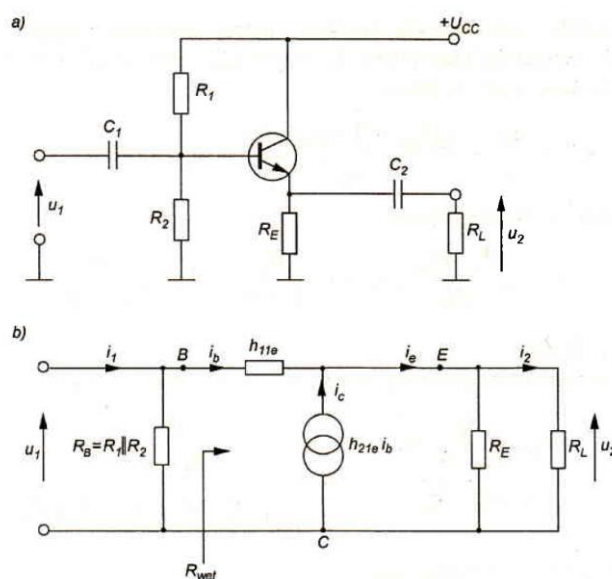 a)
+U_CC
R_1
C_1
C_2
u_1
R_2
R_E
R_L
u_2
b)
i_1 B i_b h_11e i_e E i_2
i_c
u_1
R_B=R_1||R_2
h_21e i_b
R_E
R_L
u_2
C
R_wet